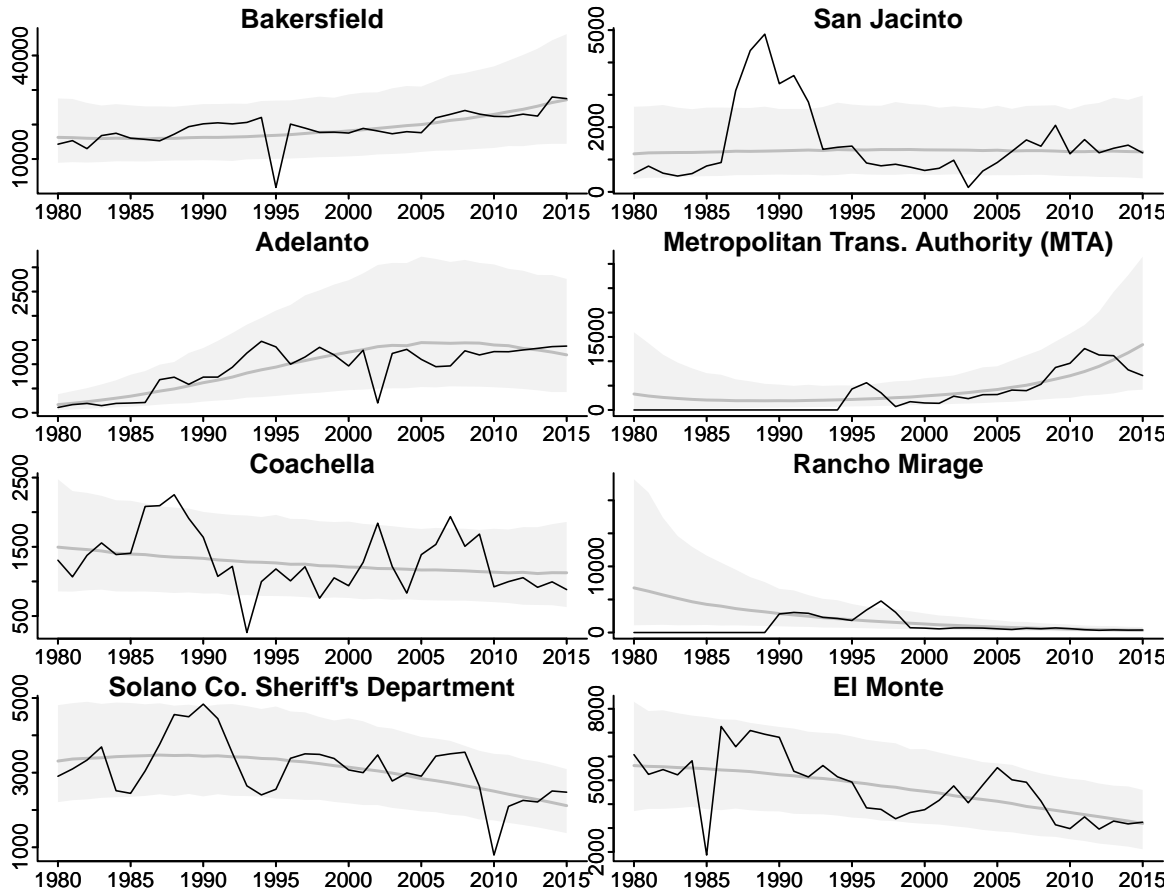 Bakersfield
10000 40000
1980 1985 1990 1995 2000 2005 2010 2015
San Jacinto
0 2000 5000
1980 1985 1990 1995 2000 2005 2010 2015
Adelanto
0 1000 2500
1980 1985 1990 1995 2000 2005 2010 2015
Metropolitan Trans. Authority (MTA)
0 15000
1980 1985 1990 1995 2000 2005 2010 2015
Coachella
500 1500 2500
1980 1985 1990 1995 2000 2005 2010 2015
Rancho Mirage
0 10000
1980 1985 1990 1995 2000 2005 2010 2015
Solano Co. Sheriff's Department
1000 3000 5000
1980 1985 1990 1995 2000 2005 2010 2015
El Monte
2000 5000 8000
1980 1985 1990 1995 2000 2005 2010 2015